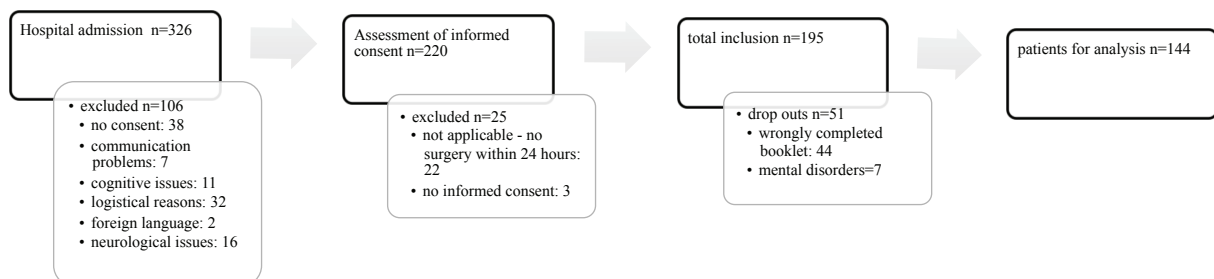 Hospital admission  n=326
• excluded n=106
• no consent: 38
• communication
problems: 7
• cognitive issues: 11
• logistical reasons: 32
• foreign language: 2
• neurological issues: 16
Assessment of informed
consent n=220
• excluded n=25
• not applicable - no
surgery within 24 hours:
22
• no informed consent: 3
total inclusion n=195
• drop outs n=51
• wrongly completed
booklet: 44
• mental disorders=7
patients for analysis n=144